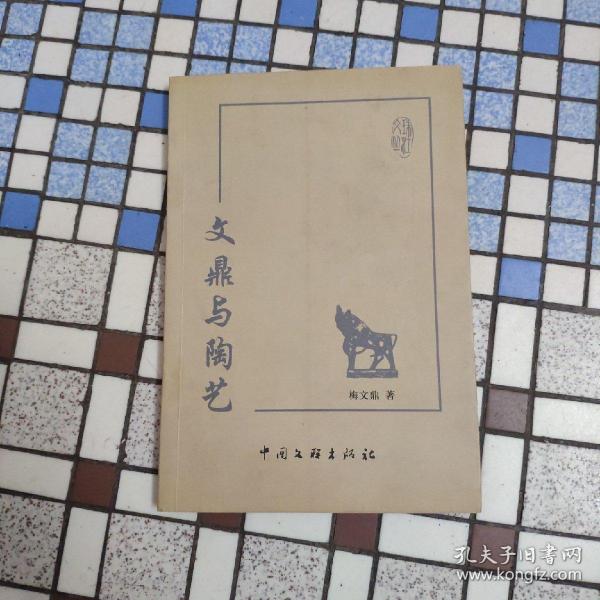 文鼎与陶艺
梅文鼎 著
中国文联出版社
孔夫子旧书网
www.kongfz.com